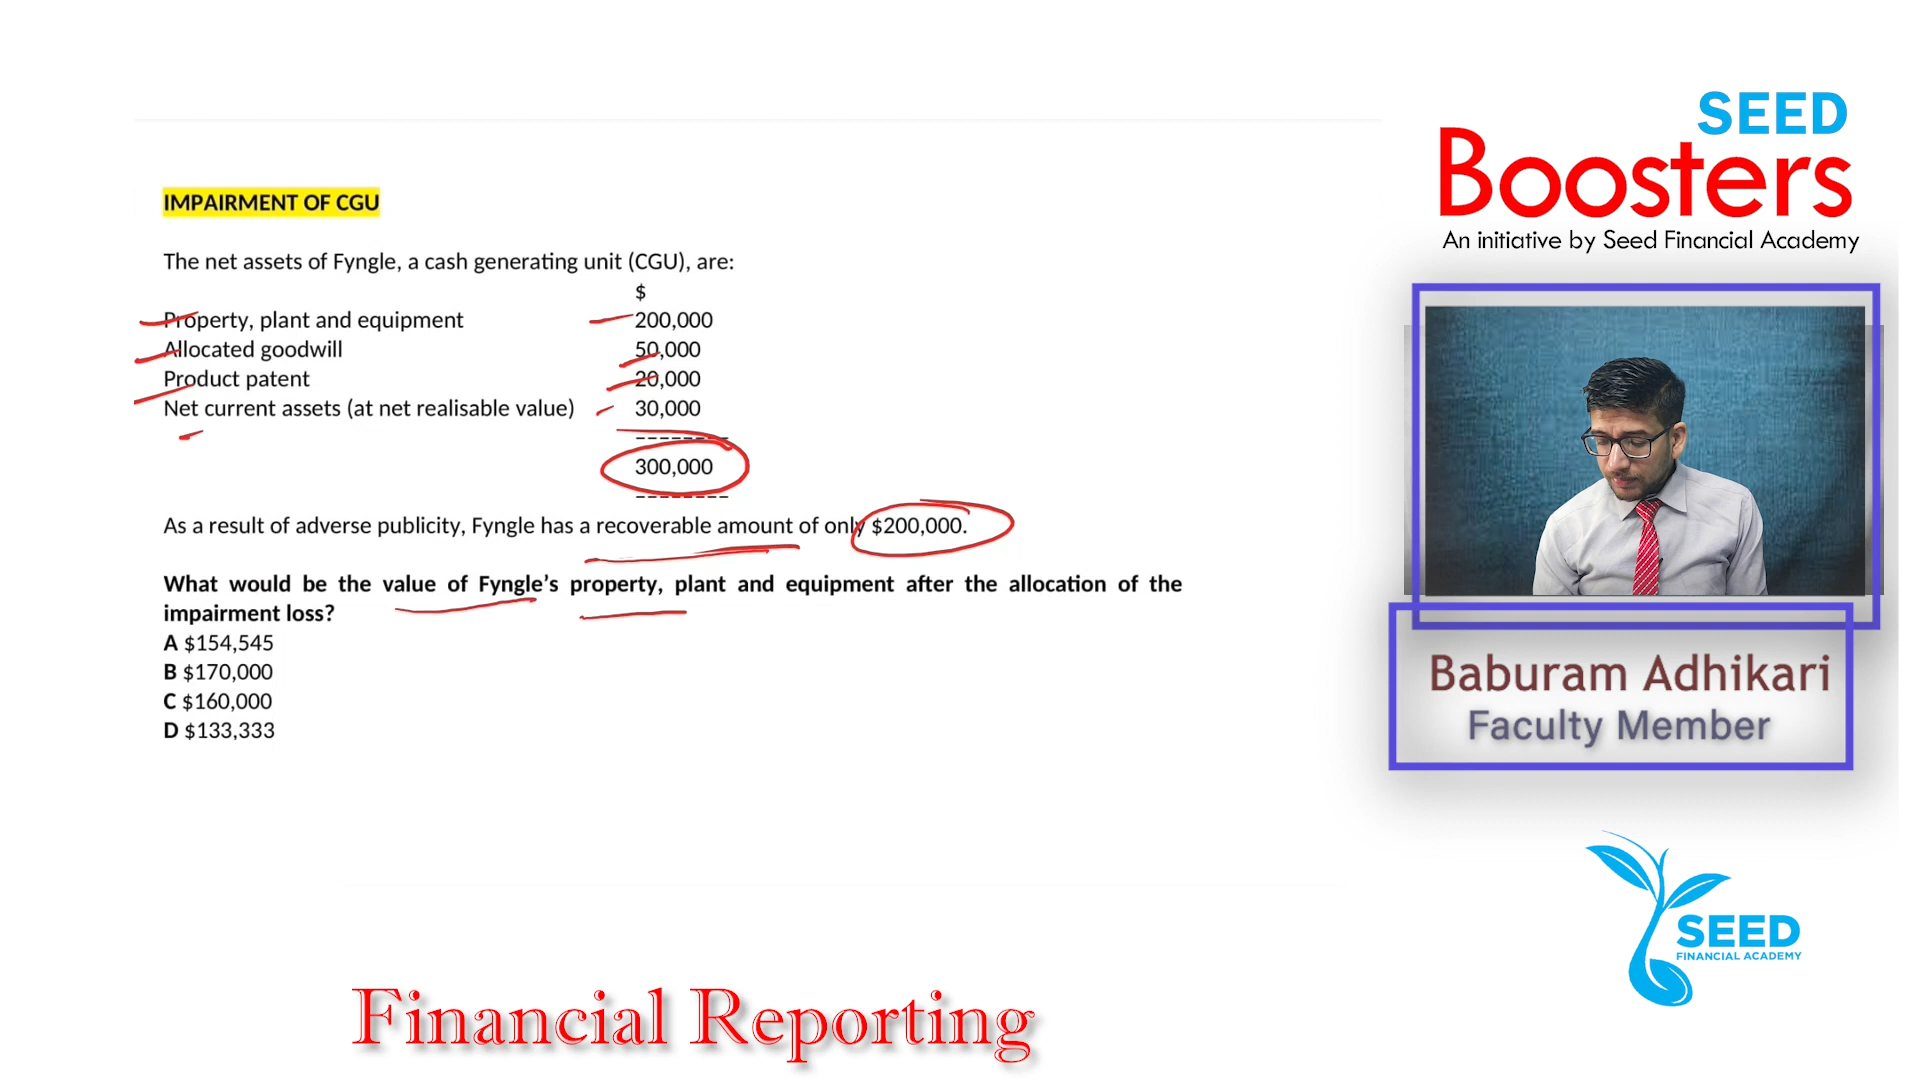 SEED
Boosters
An initiative by Seed Financial Academy
IMPAIRMENT OF CGU
The net assets of Fyngle, a cash generating unit (CGU), are:
$
Property, plant and equipment 200,000
Allocated goodwill 50,000
Product patent 20,000
Net current assets (at net realisable value) 30,000
---------
300,000
---------
As a result of adverse publicity, Fyngle has a recoverable amount of only $200,000.
What would be the value of Fyngle’s property, plant and equipment after the allocation of the
impairment loss?
A $154,545
B $170,000
C $160,000
D $133,333
Baburam Adhikari
Faculty Member
SEED
FINANCIAL ACADEMY
Financial Reporting